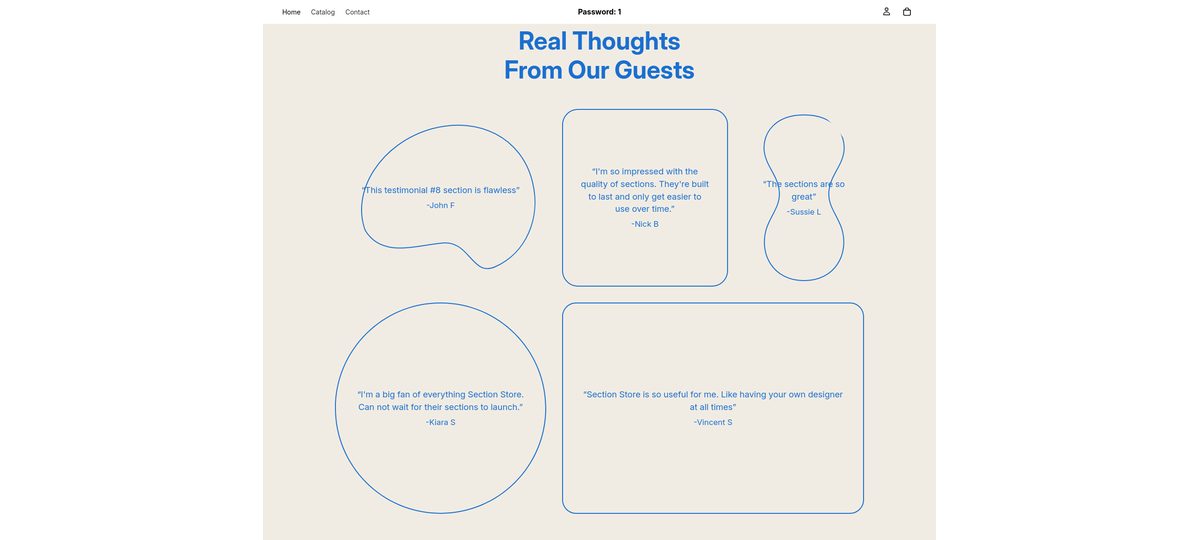 Home Catalog Contact Password: 1
Real Thoughts
From Our Guests
“This testimonial #8 section is flawless”
-John F
“I'm so impressed with the
quality of sections. They're built
to last and only get easier to
use over time.”
-Nick B
“The sections are so
great”
-Sussie L
“I'm a big fan of everything Section Store.
Can not wait for their sections to launch.”
-Kiara S
“Section Store is so useful for me. Like having your own designer
at all times”
-Vincent S